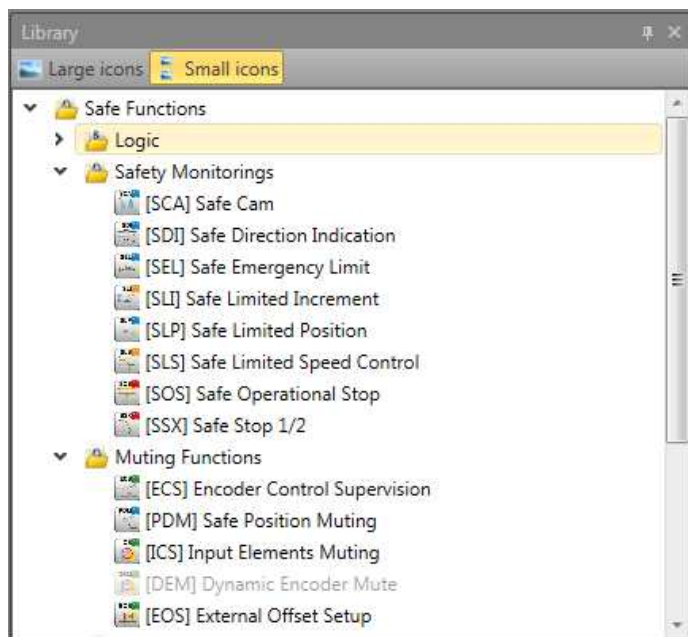 Library
Large icons Small icons
Safe Functions
Logic
Safety Monitorings
[SCA] Safe Cam
[SDI] Safe Direction Indication
[SEL] Safe Emergency Limit
[SLI] Safe Limited Increment
[SLP] Safe Limited Position
[SLS] Safe Limited Speed Control
[SOS] Safe Operational Stop
[SSX] Safe Stop 1/2
Muting Functions
[ECS] Encoder Control Supervision
[PDM] Safe Position Muting
[ICS] Input Elements Muting
[DEM] Dynamic Encoder Mute
[EOS] External Offset Setup